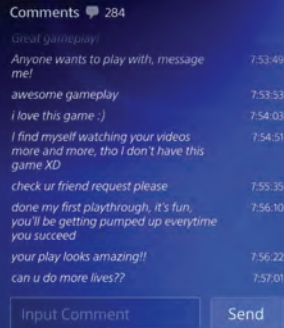 Comments 284
Great gameplay!
Anyone wants to play with, message 7:53:49
me!
awesome gameplay 7:53:53
i love this game :) 7:54:03
I find myself watching your videos 7:54:51
more and more, tho I don't have this
game XD
check ur friend request please 7:55:35
done my first playthrough, it's fun, 7:56:10
you'll be getting pumped up everytime
you succeed
your play looks amazing!! 7:56:22
can u do more lives?? 7:57:01
Input Comment Send